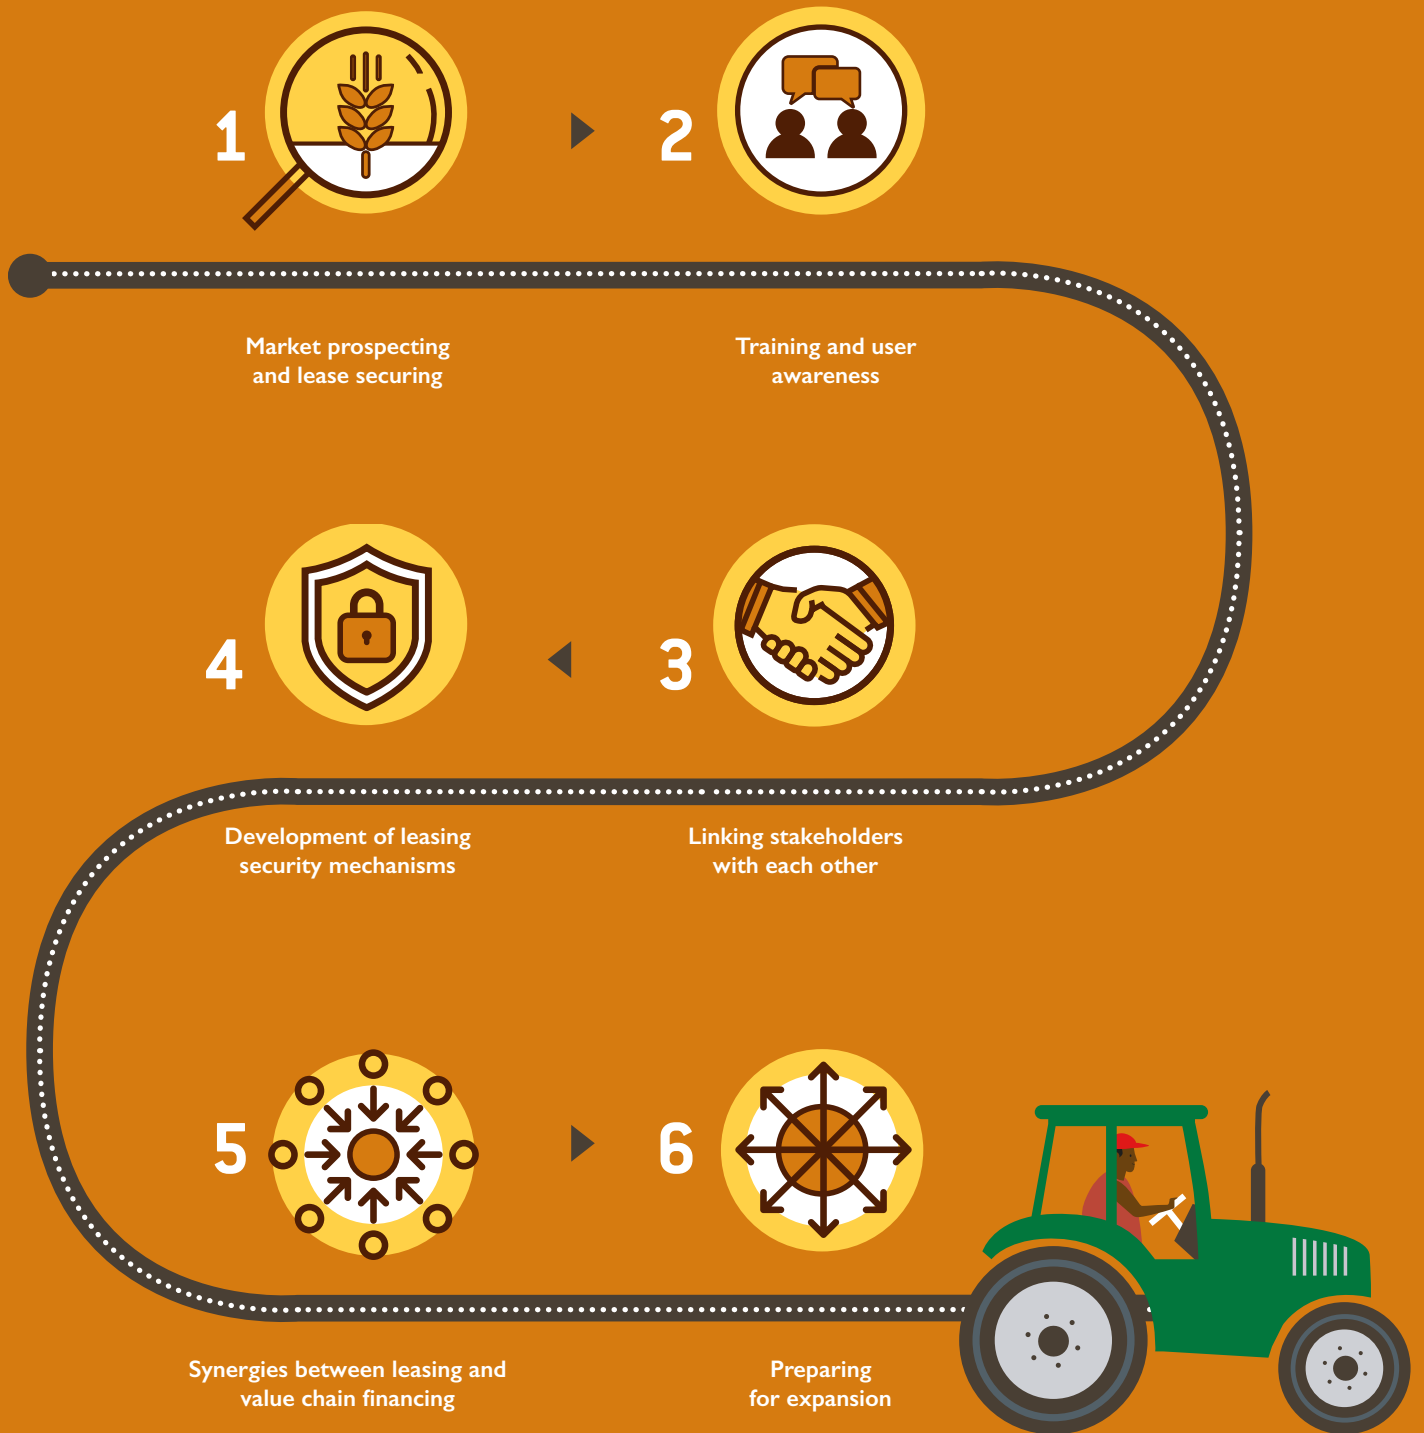 1
Market prospecting
and lease securing
2
Training and user
awareness
3
Linking stakeholders
with each other
4
Development of leasing
security mechanisms
5
Synergies between leasing and
value chain financing
6
Preparing
for expansion